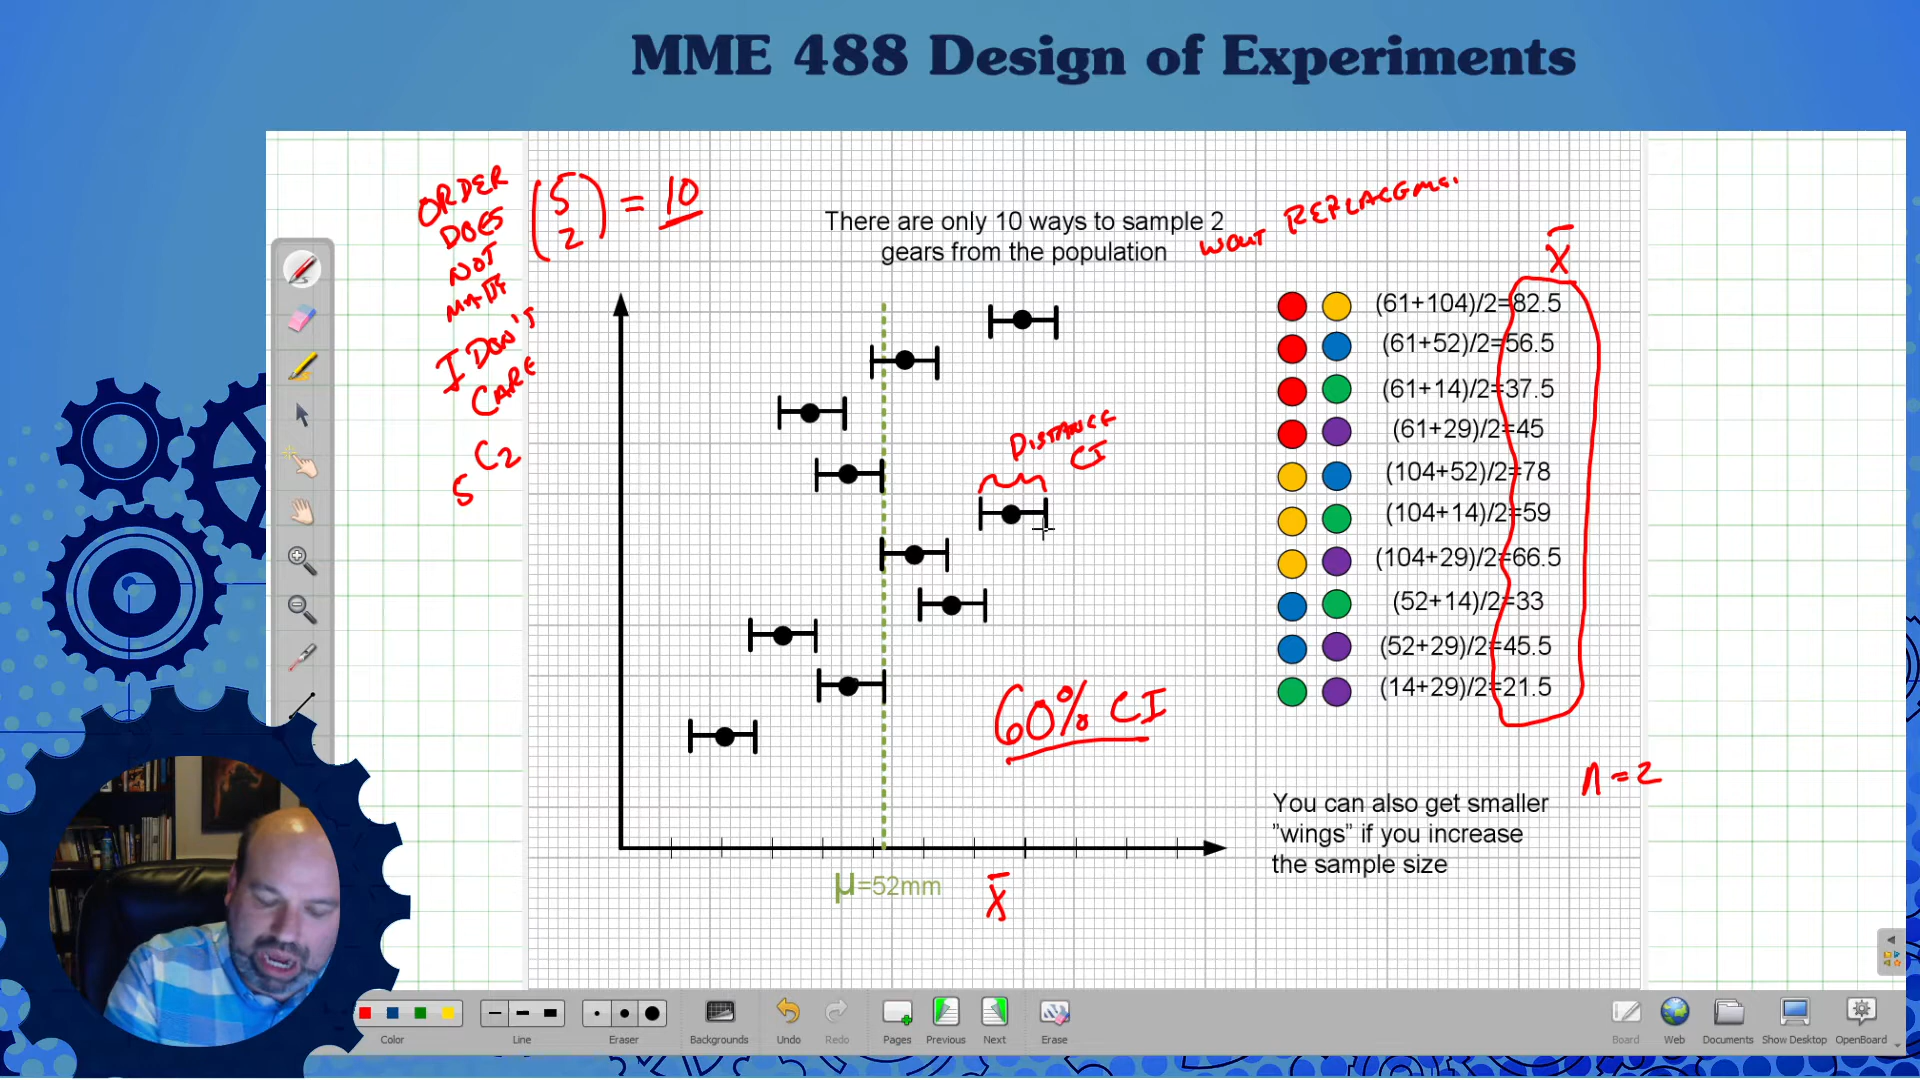 MME 488 Design of Experiments
ORDER
DOES
NOT
I DON'T
CARE
5C2
(5 2) = 10
There are only 10 ways to sample 2
gears from the population
WOUT
X̄
(61+104)/2=82.5
(61+52)/2=56.5
(61+14)/2=37.5
(61+29)/2=45
(104+52)/2=78
(104+14)/2=59
(104+29)/2=66.5
(52+14)/2=33
(52+29)/2=45.5
(14+29)/2=21.5
DISTANCE
CI
60% CI
n=2
You can also get smaller
"wings" if you increase
the sample size
μ=52mm
X̄
Color
Line
Eraser
Backgrounds
Undo
Redo
Pages
Previous
Next
Erase
Board
Web
Documents
Show Desktop
OpenBoard